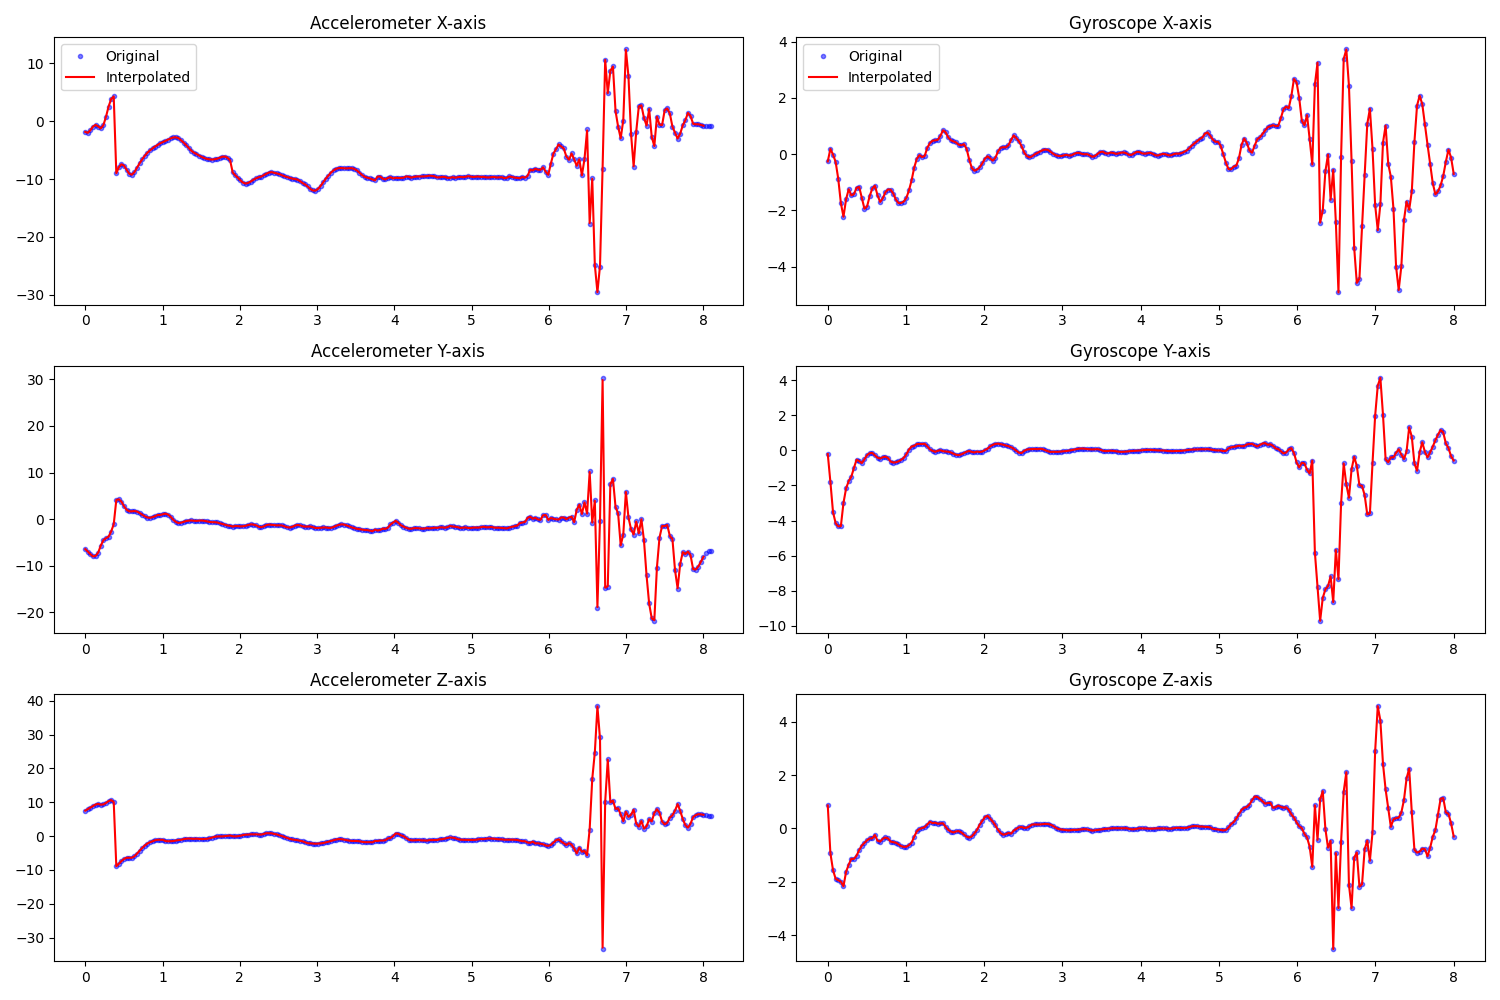 Accelerometer X-axis
Original
Interpolated
10
0
−10
−20
−30
0 1 2 3 4 5 6 7 8
Gyroscope X-axis
Original
Interpolated
4
2
0
−2
−4
0 1 2 3 4 5 6 7 8
Accelerometer Y-axis
30
20
10
0
−10
−20
0 1 2 3 4 5 6 7 8
Gyroscope Y-axis
4
2
0
−2
−4
−6
−8
−10
0 1 2 3 4 5 6 7 8
Accelerometer Z-axis
40
30
20
10
0
−10
−20
−30
0 1 2 3 4 5 6 7 8
Gyroscope Z-axis
4
2
0
−2
−4
0 1 2 3 4 5 6 7 8